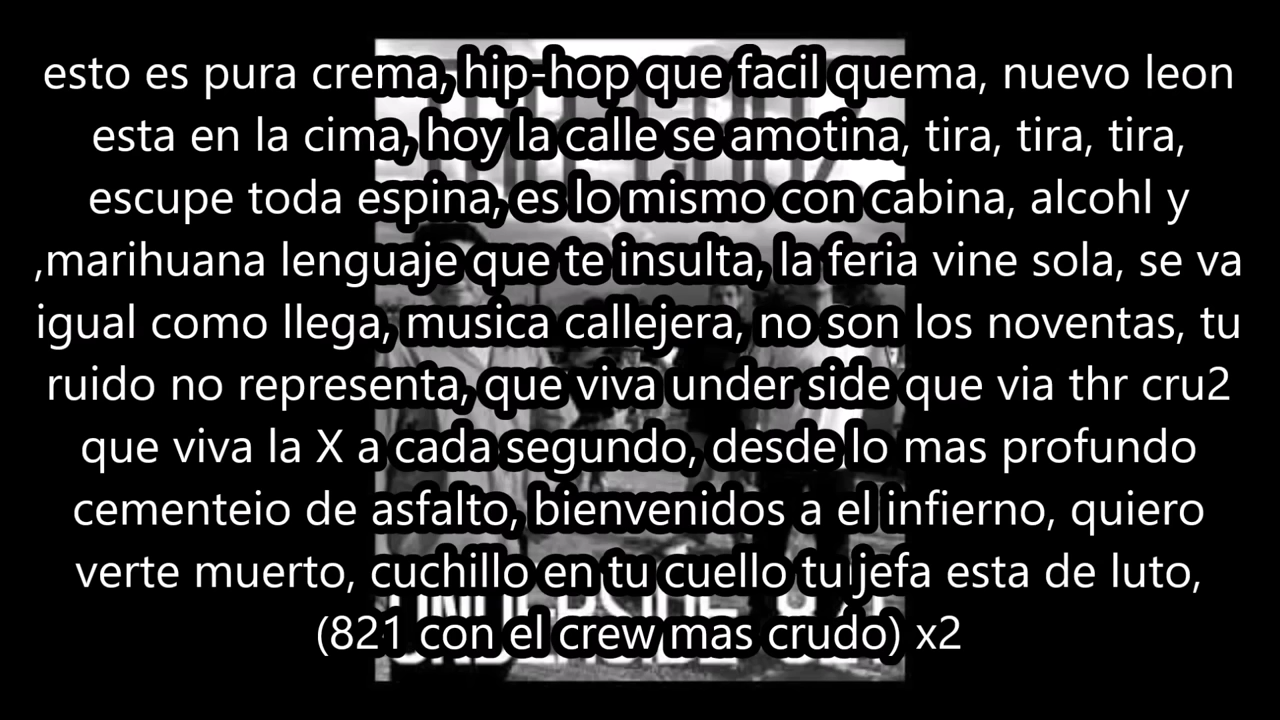 esto es pura crema, hip-hop que facil quema, nuevo leon
esta en la cima, hoy la calle se amotina, tira, tira, tira,
escupe toda espina, es lo mismo con cabina, alcohl y
,marihuana lenguaje que te insulta, la feria vine sola, se va
igual como llega, musica callejera, no son los noventas, tu
ruido no representa, que viva under side que via thr cru2
que viva la X a cada segundo, desde lo mas profundo
cementeio de asfalto, bienvenidos a el infierno, quiero
verte muerto, cuchillo en tu cuello tu jefa esta de luto,
(821 con el crew mas crudo) x2